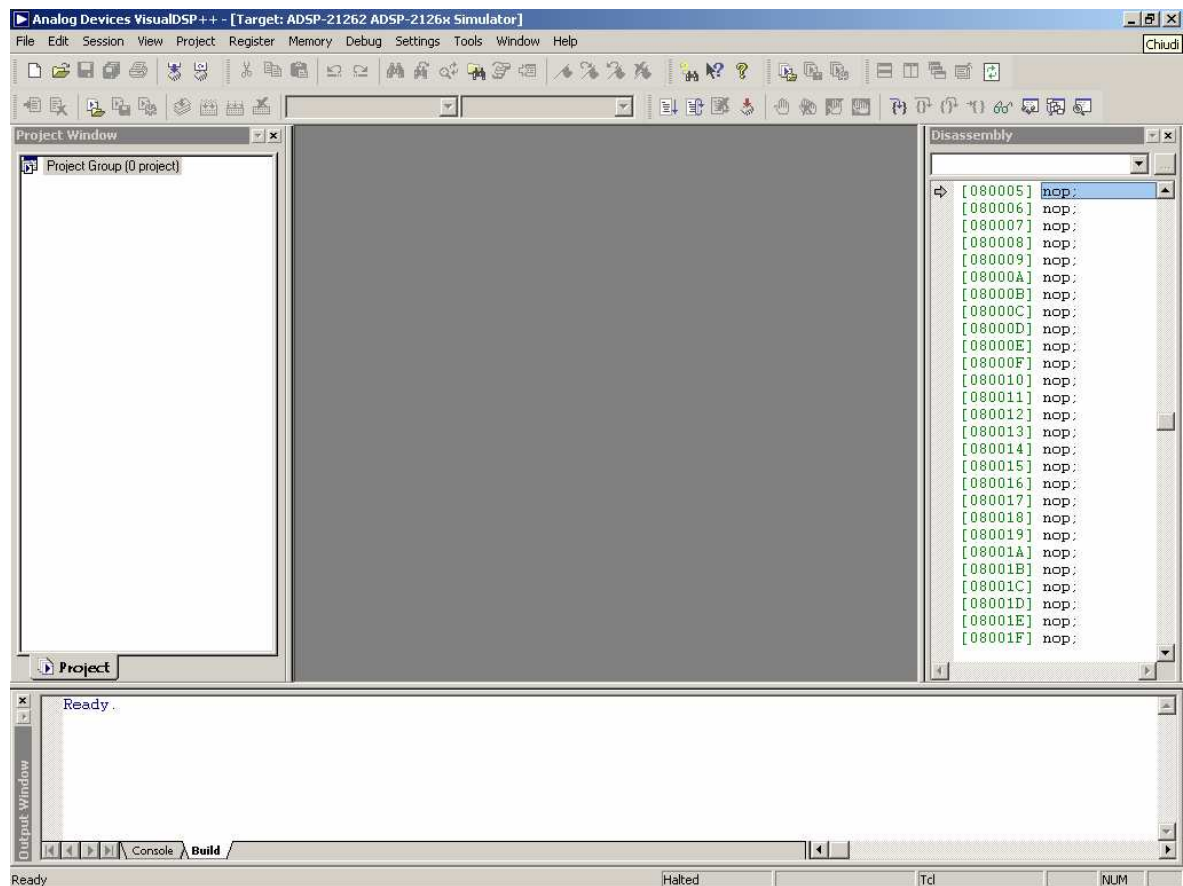 Analog Devices VisualDSP++ - [Target: ADSP-21262 ADSP-2126x Simulator]
File Edit Session View Project Register Memory Debug Settings Tools Window Help
Chiudi
Project Window
Project Group (0 project)
Project
Disassembly
[080005] nop;
[080006] nop;
[080007] nop;
[080008] nop;
[080009] nop;
[08000A] nop;
[08000B] nop;
[08000C] nop;
[08000D] nop;
[08000E] nop;
[08000F] nop;
[080010] nop;
[080011] nop;
[080012] nop;
[080013] nop;
[080014] nop;
[080015] nop;
[080016] nop;
[080017] nop;
[080018] nop;
[080019] nop;
[08001A] nop;
[08001B] nop;
[08001C] nop;
[08001D] nop;
[08001E] nop;
[08001F] nop;
Output Window
Ready.
Console Build
Ready Halted Tcl NUM